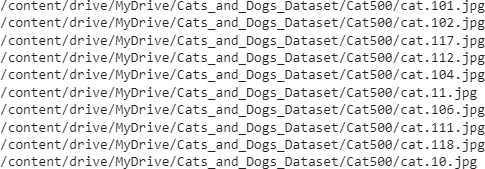 /content/drive/MyDrive/Cats_and_Dogs_Dataset/Cat500/cat.101.jpg
/content/drive/MyDrive/Cats_and_Dogs_Dataset/Cat500/cat.102.jpg
/content/drive/MyDrive/Cats_and_Dogs_Dataset/Cat500/cat.117.jpg
/content/drive/MyDrive/Cats_and_Dogs_Dataset/Cat500/cat.112.jpg
/content/drive/MyDrive/Cats_and_Dogs_Dataset/Cat500/cat.104.jpg
/content/drive/MyDrive/Cats_and_Dogs_Dataset/Cat500/cat.11.jpg
/content/drive/MyDrive/Cats_and_Dogs_Dataset/Cat500/cat.106.jpg
/content/drive/MyDrive/Cats_and_Dogs_Dataset/Cat500/cat.111.jpg
/content/drive/MyDrive/Cats_and_Dogs_Dataset/Cat500/cat.118.jpg
/content/drive/MyDrive/Cats_and_Dogs_Dataset/Cat500/cat.10.jpg